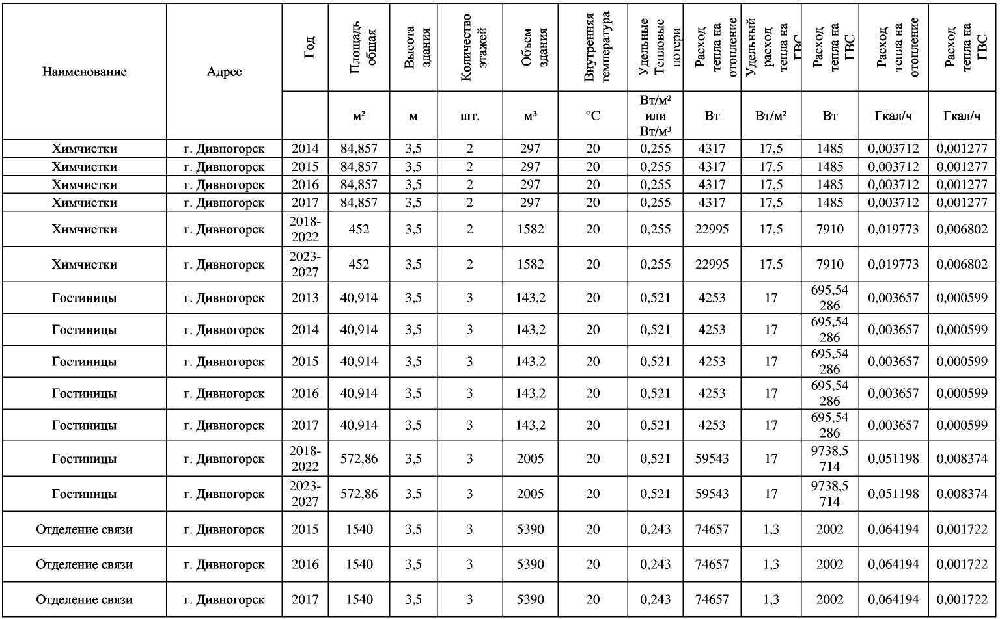 Наименование Адрес Год Площадь общая Высота здания Количество этажей Объем здания Внутренняя температура Удельные Тепловые потери Расход тепла на отопление Удельный расход тепла на ГВС Расход тепла на ГВС Расход тепла на отопление Расход тепла на ГВС
м² м шт. м³ °С Вт/м² или Вт/м³ Вт Вт/м² Вт Гкал/ч Гкал/ч
Химчистки г. Дивногорск 2014 84,857 3,5 2 297 20 0,255 4317 17,5 1485 0,003712 0,001277
Химчистки г. Дивногорск 2015 84,857 3,5 2 297 20 0,255 4317 17,5 1485 0,003712 0,001277
Химчистки г. Дивногорск 2016 84,857 3,5 2 297 20 0,255 4317 17,5 1485 0,003712 0,001277
Химчистки г. Дивногорск 2017 84,857 3,5 2 297 20 0,255 4317 17,5 1485 0,003712 0,001277
Химчистки г. Дивногорск 2018-2022 452 3,5 2 1582 20 0,255 22995 17,5 7910 0,019773 0,006802
Химчистки г. Дивногорск 2023-2027 452 3,5 2 1582 20 0,255 22995 17,5 7910 0,019773 0,006802
Гостиницы г. Дивногорск 2013 40,914 3,5 3 143,2 20 0,521 4253 17 695,54286 0,003657 0,000599
Гостиницы г. Дивногорск 2014 40,914 3,5 3 143,2 20 0,521 4253 17 695,54286 0,003657 0,000599
Гостиницы г. Дивногорск 2015 40,914 3,5 3 143,2 20 0,521 4253 17 695,54286 0,003657 0,000599
Гостиницы г. Дивногорск 2016 40,914 3,5 3 143,2 20 0,521 4253 17 695,54286 0,003657 0,000599
Гостиницы г. Дивногорск 2017 40,914 3,5 3 143,2 20 0,521 4253 17 695,54286 0,003657 0,000599
Гостиницы г. Дивногорск 2018-2022 572,86 3,5 3 2005 20 0,521 59543 17 9738,5714 0,051198 0,008374
Гостиницы г. Дивногорск 2023-2027 572,86 3,5 3 2005 20 0,521 59543 17 9738,5714 0,051198 0,008374
Отделение связи г. Дивногорск 2015 1540 3,5 3 5390 20 0,243 74657 1,3 2002 0,064194 0,001722
Отделение связи г. Дивногорск 2016 1540 3,5 3 5390 20 0,243 74657 1,3 2002 0,064194 0,001722
Отделение связи г. Дивногорск 2017 1540 3,5 3 5390 20 0,243 74657 1,3 2002 0,064194 0,001722